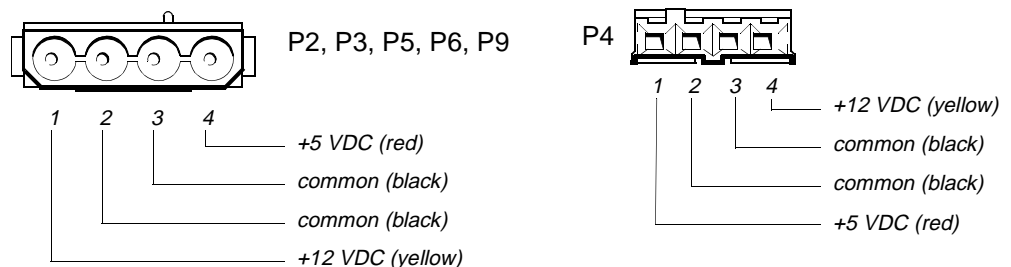 P2, P3, P5, P6, P9
1 2 3 4
+5 VDC (red)
common (black)
common (black)
+12 VDC (yellow)
P4
1 2 3 4
+12 VDC (yellow)
common (black)
common (black)
+5 VDC (red)